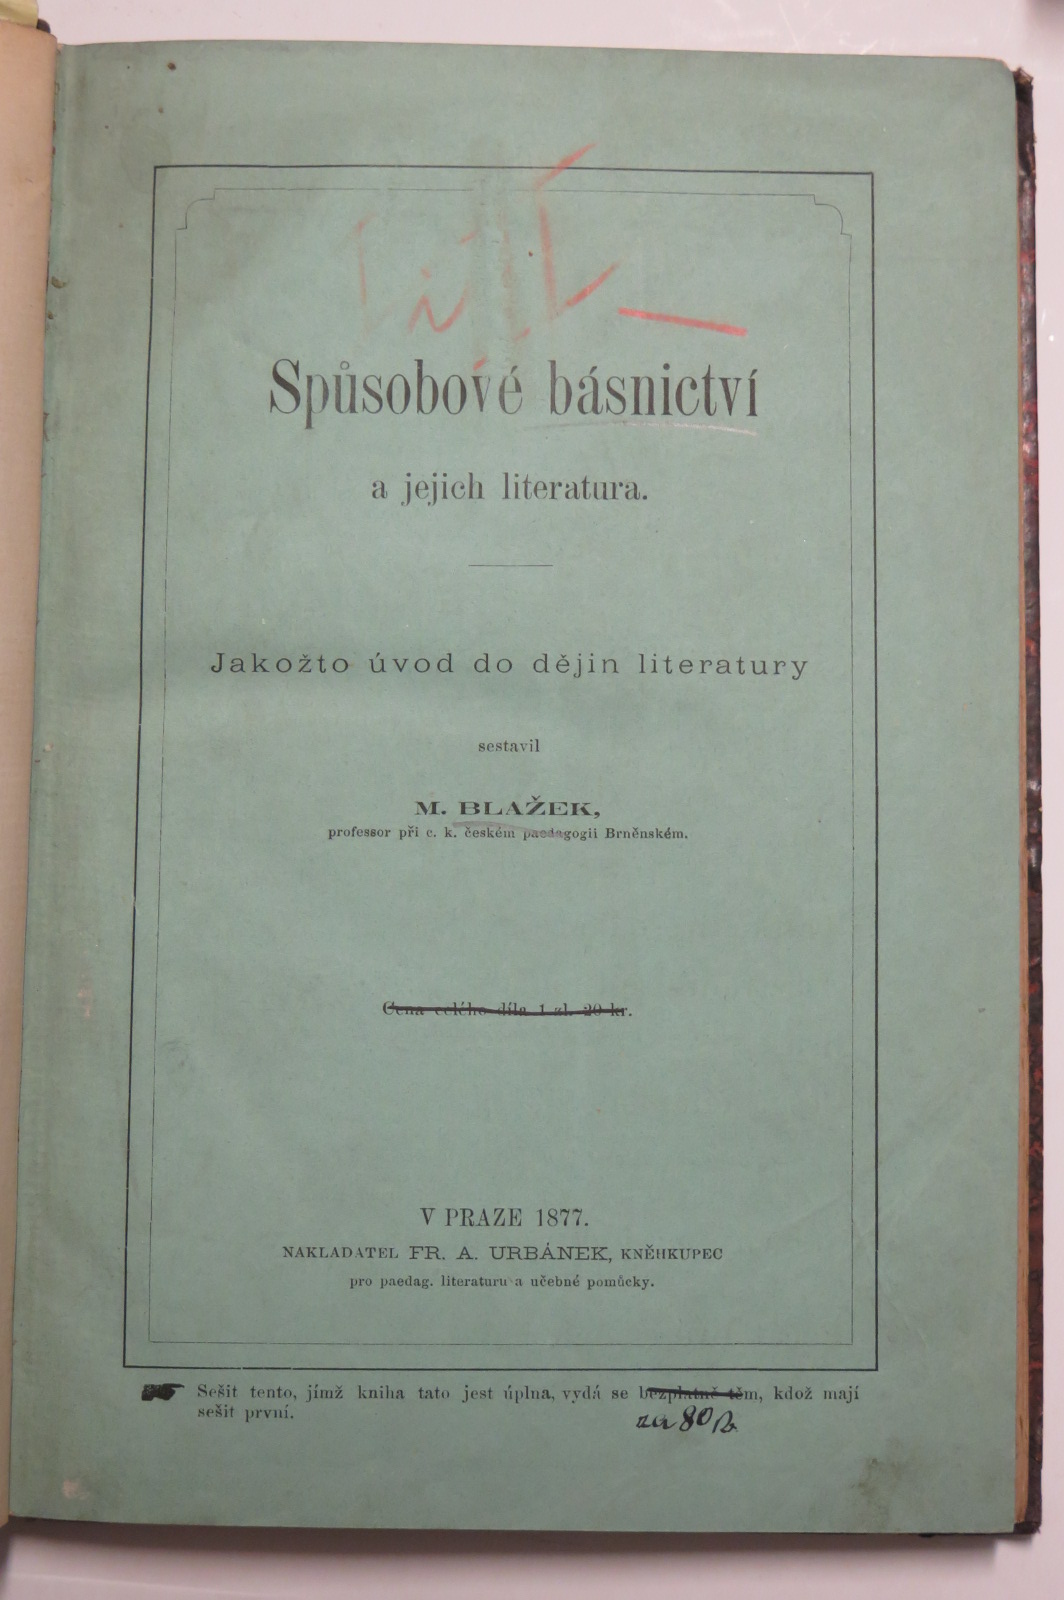 Spůsobové básnictví
a jejich literatura.
Jakožto úvod do dějin literatury
sestavil
M. BLAŽEK,
professor při c. k. českém paedagogii Brněnském.
Cena celého díla 1 zl. 20 kr.
V PRAZE 1877.
NAKLADATEL FR. A. URBÁNEK, KNĚHKUPEC
pro paedag. literaturu a učebné pomůcky.
Sešit tento, jímž kniha tato jest úplna, vydá se bezplatně těm, kdož mají
sešit první.
za 80